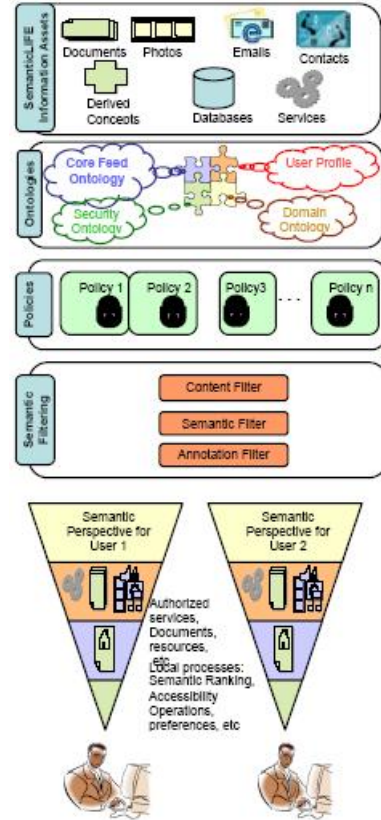 SemanticLIFE
Information Assets
Documents
Photos
Emails
Contacts
Derived
Concepts
Databases
Services
Ontologies
Core Feed
Ontology
User Profile
Security
Ontology
Domain
Ontology
Policies
Policy 1
Policy 2
Policy3
. . .
Policy n
Semantic
Filtering
Content Filter
Semantic Filter
Annotation Filter
Semantic
Perspective for
User 1
Semantic
Perspective for
User 2
Authorized
services,
Documents,
resources,
etc
Local processes:
Semantic Ranking,
Accessibility
Operations,
preferences, etc